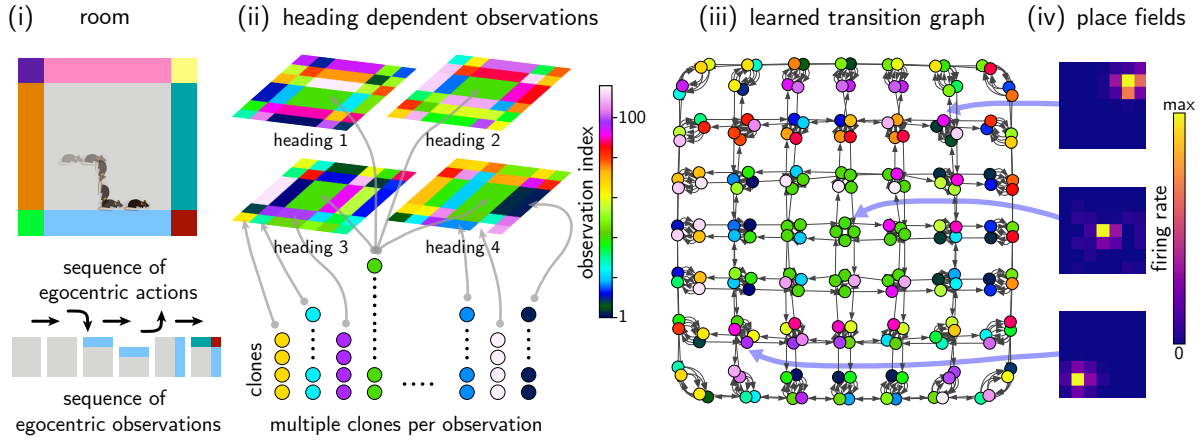 (i) room
sequence of
egocentric actions
sequence of
egocentric observations
(ii) heading dependent observations
heading 1
heading 2
heading 3
heading 4
observation index
100
1
clones
multiple clones per observation
(iii) learned transition graph
(iv) place fields
max
firing rate
0